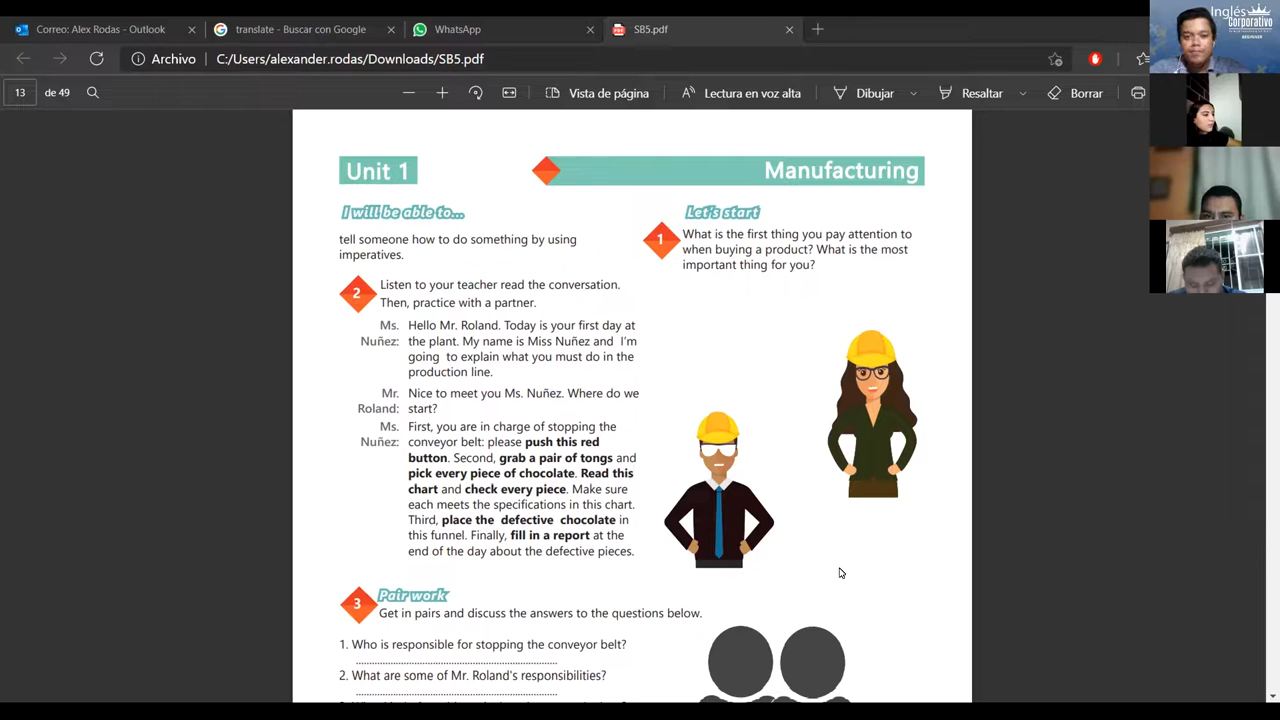 Correo: Alex Rodas - Outlook
translate - Buscar con Google
WhatsApp
SB5.pdf
Archivo
C:/Users/alexander.rodas/Downloads/SB5.pdf
13
de 49
Vista de página
Lectura en voz alta
Dibujar
Resaltar
Borrar
Inglés
Corporativo
BEGINNER
Unit 1
Manufacturing
I will be able to...
tell someone how to do something by using
imperatives.
Let's start
1
What is the first thing you pay attention to
when buying a product? What is the most
important thing for you?
2
Listen to your teacher read the conversation.
Then, practice with a partner.
Ms. Hello Mr. Roland. Today is your first day at
Nuñez: the plant. My name is Miss Nuñez and I'm
going to explain what you must do in the
production line.
Mr. Nice to meet you Ms. Nuñez. Where do we
Roland: start?
Ms. First, you are in charge of stopping the
Nuñez: conveyor belt: please push this red
button. Second, grab a pair of tongs and
pick every piece of chocolate. Read this
chart and check every piece. Make sure
each meets the specifications in this chart.
Third, place the defective chocolate in
this funnel. Finally, fill in a report at the
end of the day about the defective pieces.
3
Pair work
Get in pairs and discuss the answers to the questions below.
1. Who is responsible for stopping the conveyor belt?
2. What are some of Mr. Roland's responsibilities?